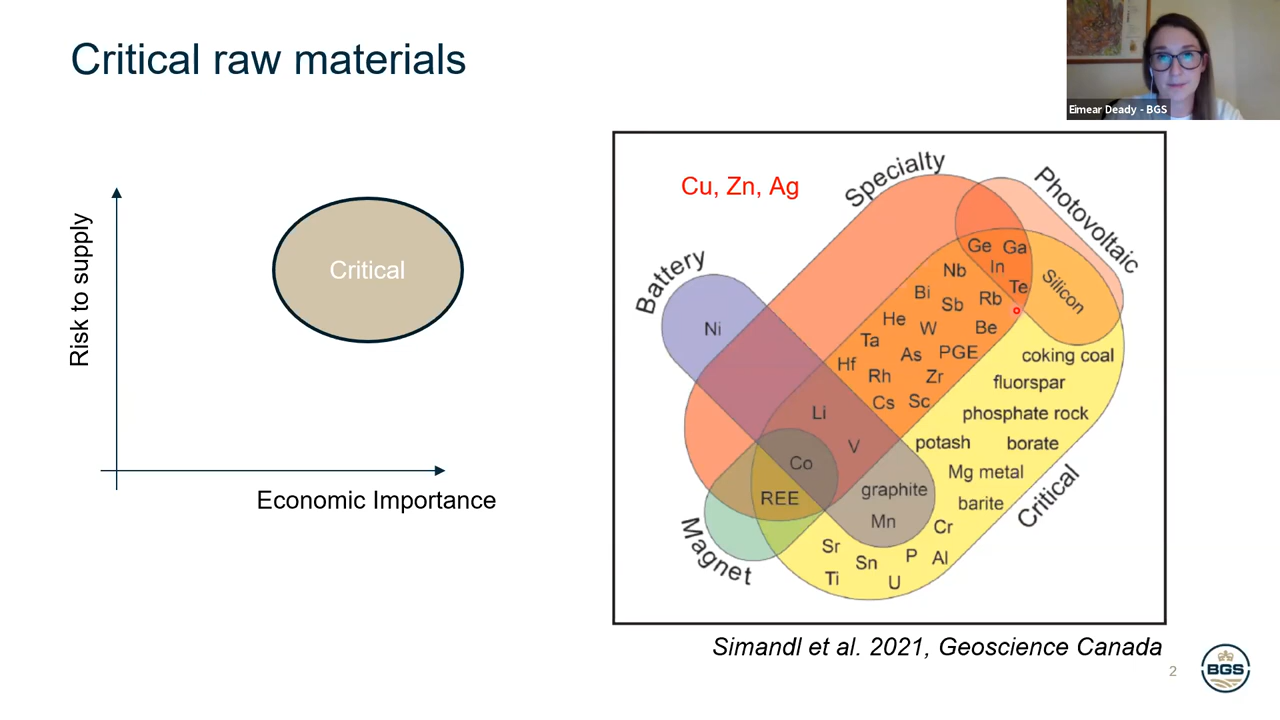 Critical raw materials
Eimear Deady - BGS
Risk to supply
Critical
Economic Importance
Cu, Zn, Ag
Specialty
Photovoltaic
Battery
Ge Ga
Nb In
Te Silicon
Bi Sb Rb
He W Be
Ta
As PGE coking coal
Hf Rh Zr fluorspar
Cs Sc
Ni
Li phosphate rock
V potash borate
Co Mg metal
REE graphite barite
Mn Cr
Critical
Magnet
Sr Sn P Al
Ti U
Simandl et al. 2021, Geoscience Canada
2
BGS